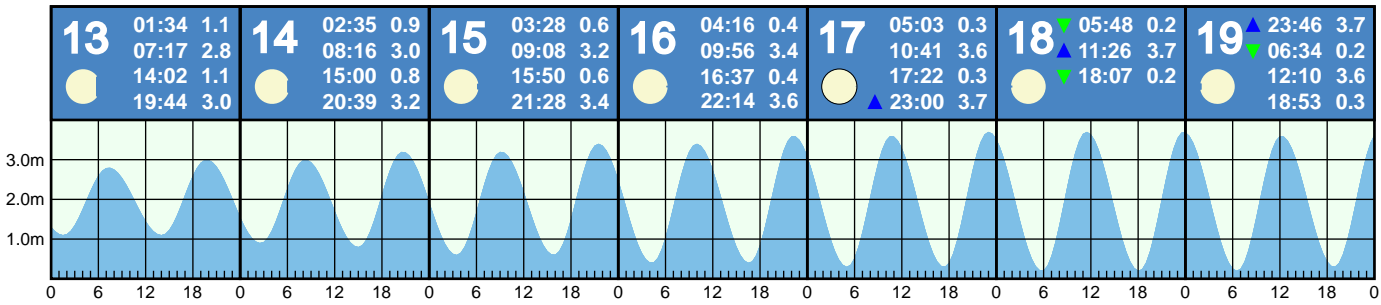 13
01:34 1.1
07:17 2.8
14:02 1.1
19:44 3.0
14
02:35 0.9
08:16 3.0
15:00 0.8
20:39 3.2
15
03:28 0.6
09:08 3.2
15:50 0.6
21:28 3.4
16
04:16 0.4
09:56 3.4
16:37 0.4
22:14 3.6
17
05:03 0.3
10:41 3.6
17:22 0.3
▲ 23:00 3.7
18
▼ 05:48 0.2
▲ 11:26 3.7
▼ 18:07 0.2
19
▲ 23:46 3.7
▼ 06:34 0.2
12:10 3.6
18:53 0.3
3.0m
2.0m
1.0m
0 6 12 18 0 6 12 18 0 6 12 18 0 6 12 18 0 6 12 18 0 6 12 18 0 6 12 18 0